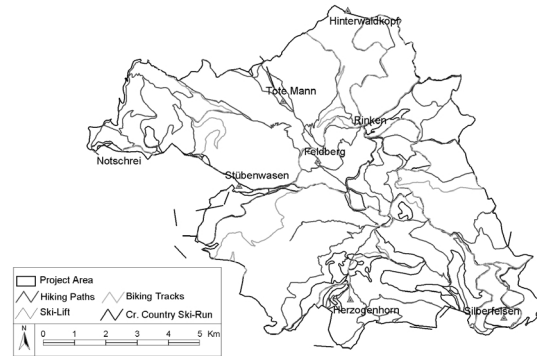 Hinterwaldkopf
Tote Mann
Rinken
Notschrei
Feldberg
Stübenwasen
Herzogenhorn
Silberfelsen
Project Area
Hiking Paths
Biking Tracks
Ski-Lift
Cr. Country Ski-Run
N
0 1 2 3 4 5 Km